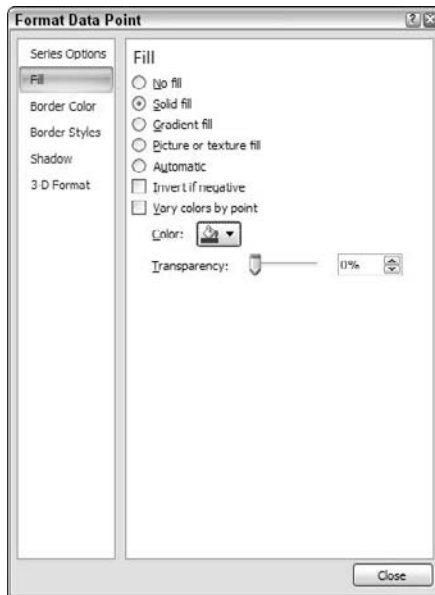 Format Data Point
Series Options
Fill
Border Color
Border Styles
Shadow
3-D Format
Fill
No fill
Solid fill
Gradient fill
Picture or texture fill
Automatic
Invert if negative
Vary colors by point
Color:
Transparency:
0%
Close